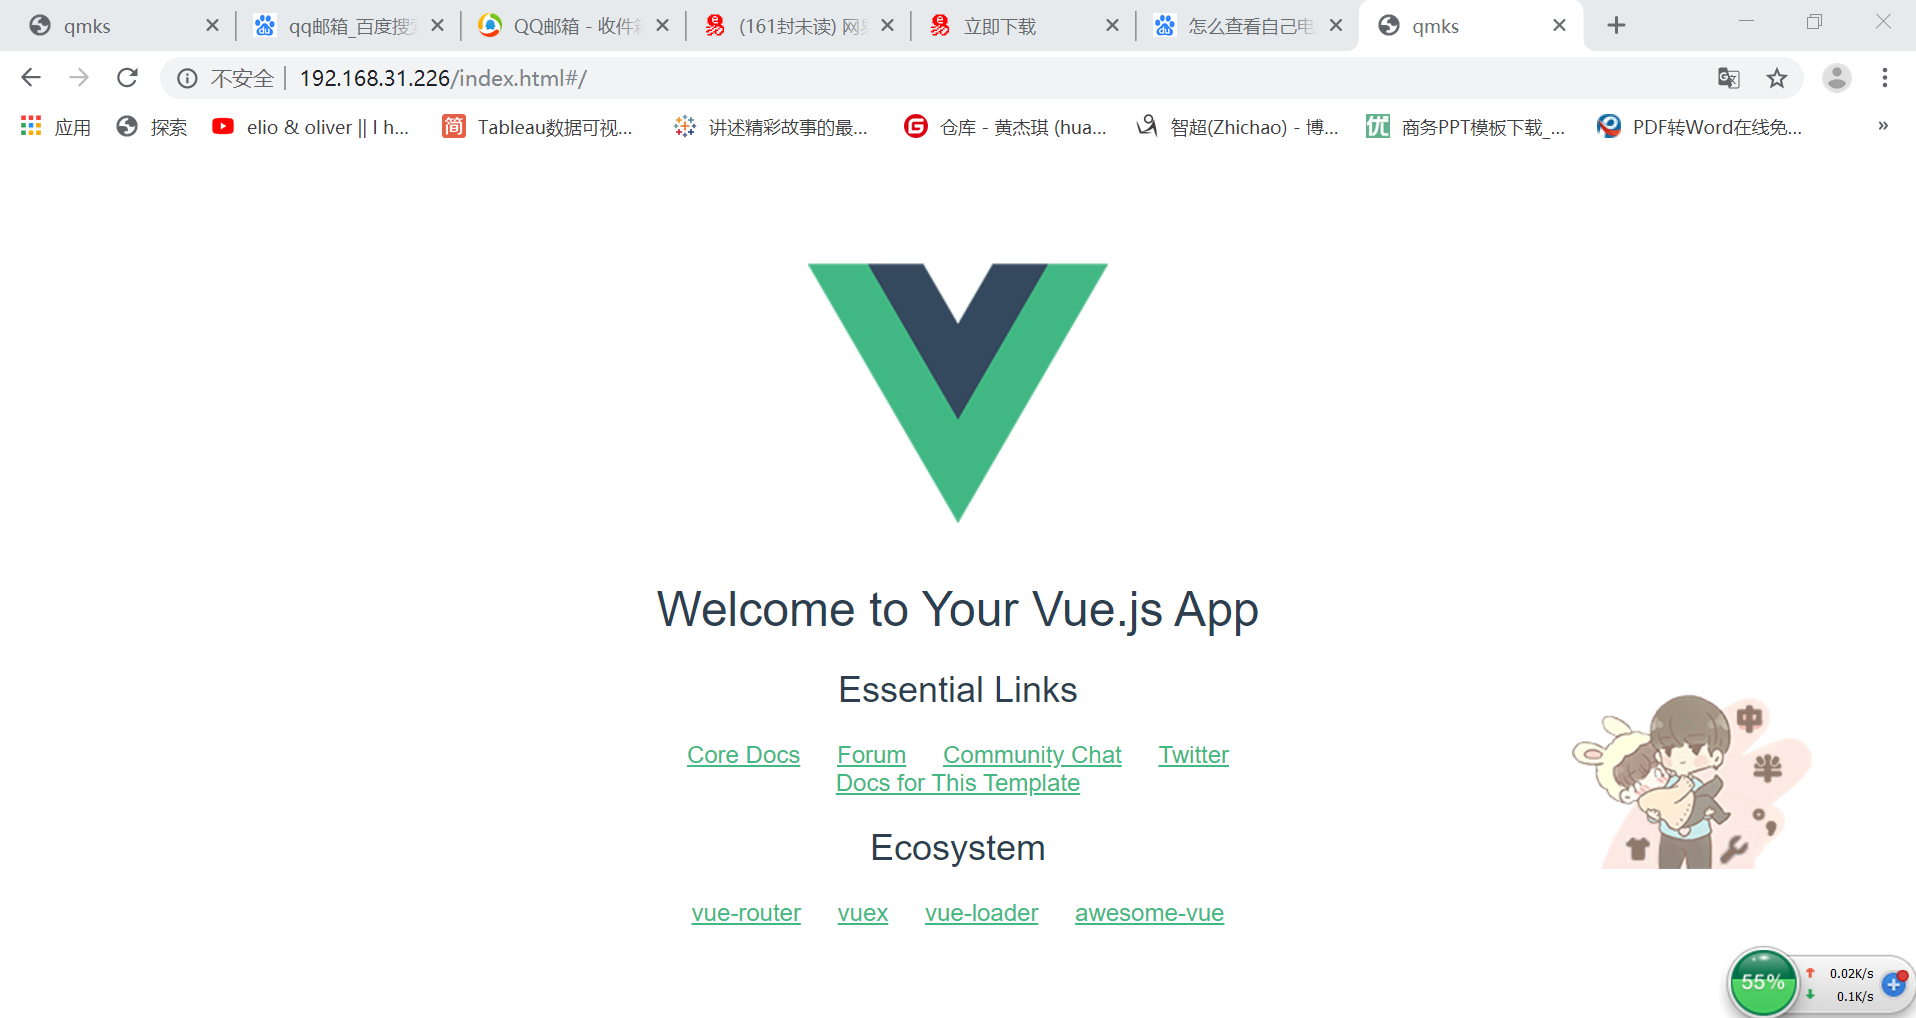 qmks
qq邮箱_百度搜索
QQ邮箱 - 收件箱
(161封未读) 网易
立即下载
怎么查看自己电
qmks
不安全 192.168.31.226/index.html#/
应用
探索
elio & oliver || I h...
简 Tableau数据可视...
讲述精彩故事的最...
G 仓库 - 黄杰琪 (hua...
智超(Zhichao) - 博...
优 商务PPT模板下载_...
PDF转Word在线免...
»
Welcome to Your Vue.js App
Essential Links
Core Docs Forum Community Chat Twitter
Docs for This Template
Ecosystem
vue-router vuex vue-loader awesome-vue
中
半
°,
55%
0.02K/s
0.1K/s